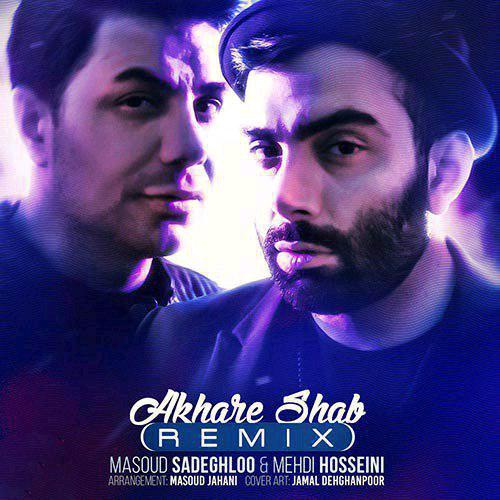 Akhare Shab
REMIX
MASOUD SADEGHLOO & MEHDI HOSSEINI
ARRANGEMENT: MASOUD JAHANI COVER ART: JAMAL DEHGHANPOOR